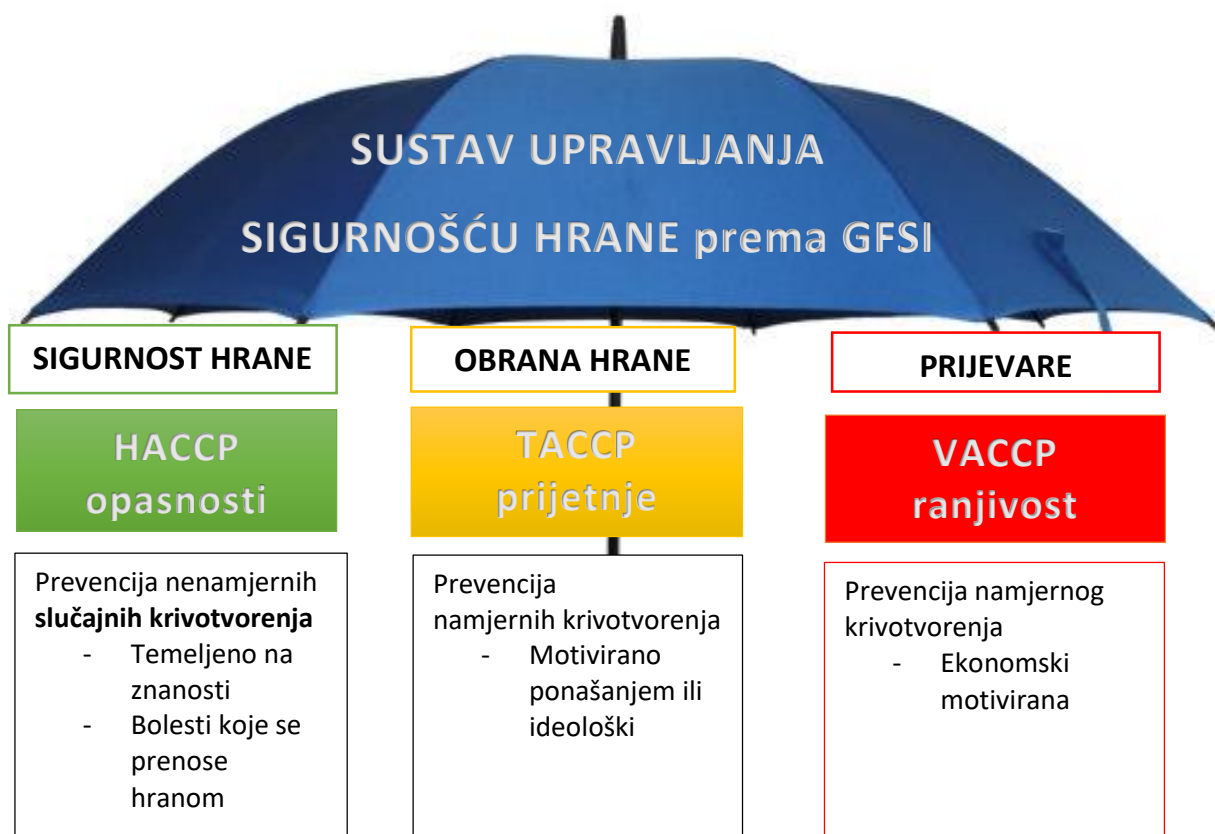 SUSTAV UPRAVLJANJA
SIGURNOŠĆU HRANE prema GFSI
SIGURNOST HRANE
HACCP
opasnosti
Prevencija nenamjernih
slučajnih krivotvorenja
- Temeljeno na
znanosti
- Bolesti koje se
prenose
hranom
OBRANA HRANE
TACCP
prijetnje
Prevencija
namjernih krivotvorenja
- Motivirano
ponašanjem ili
ideološki
PRIJEVARE
VACCP
ranjivost
Prevencija namjernog
krivotvorenja
- Ekonomski
motivirana